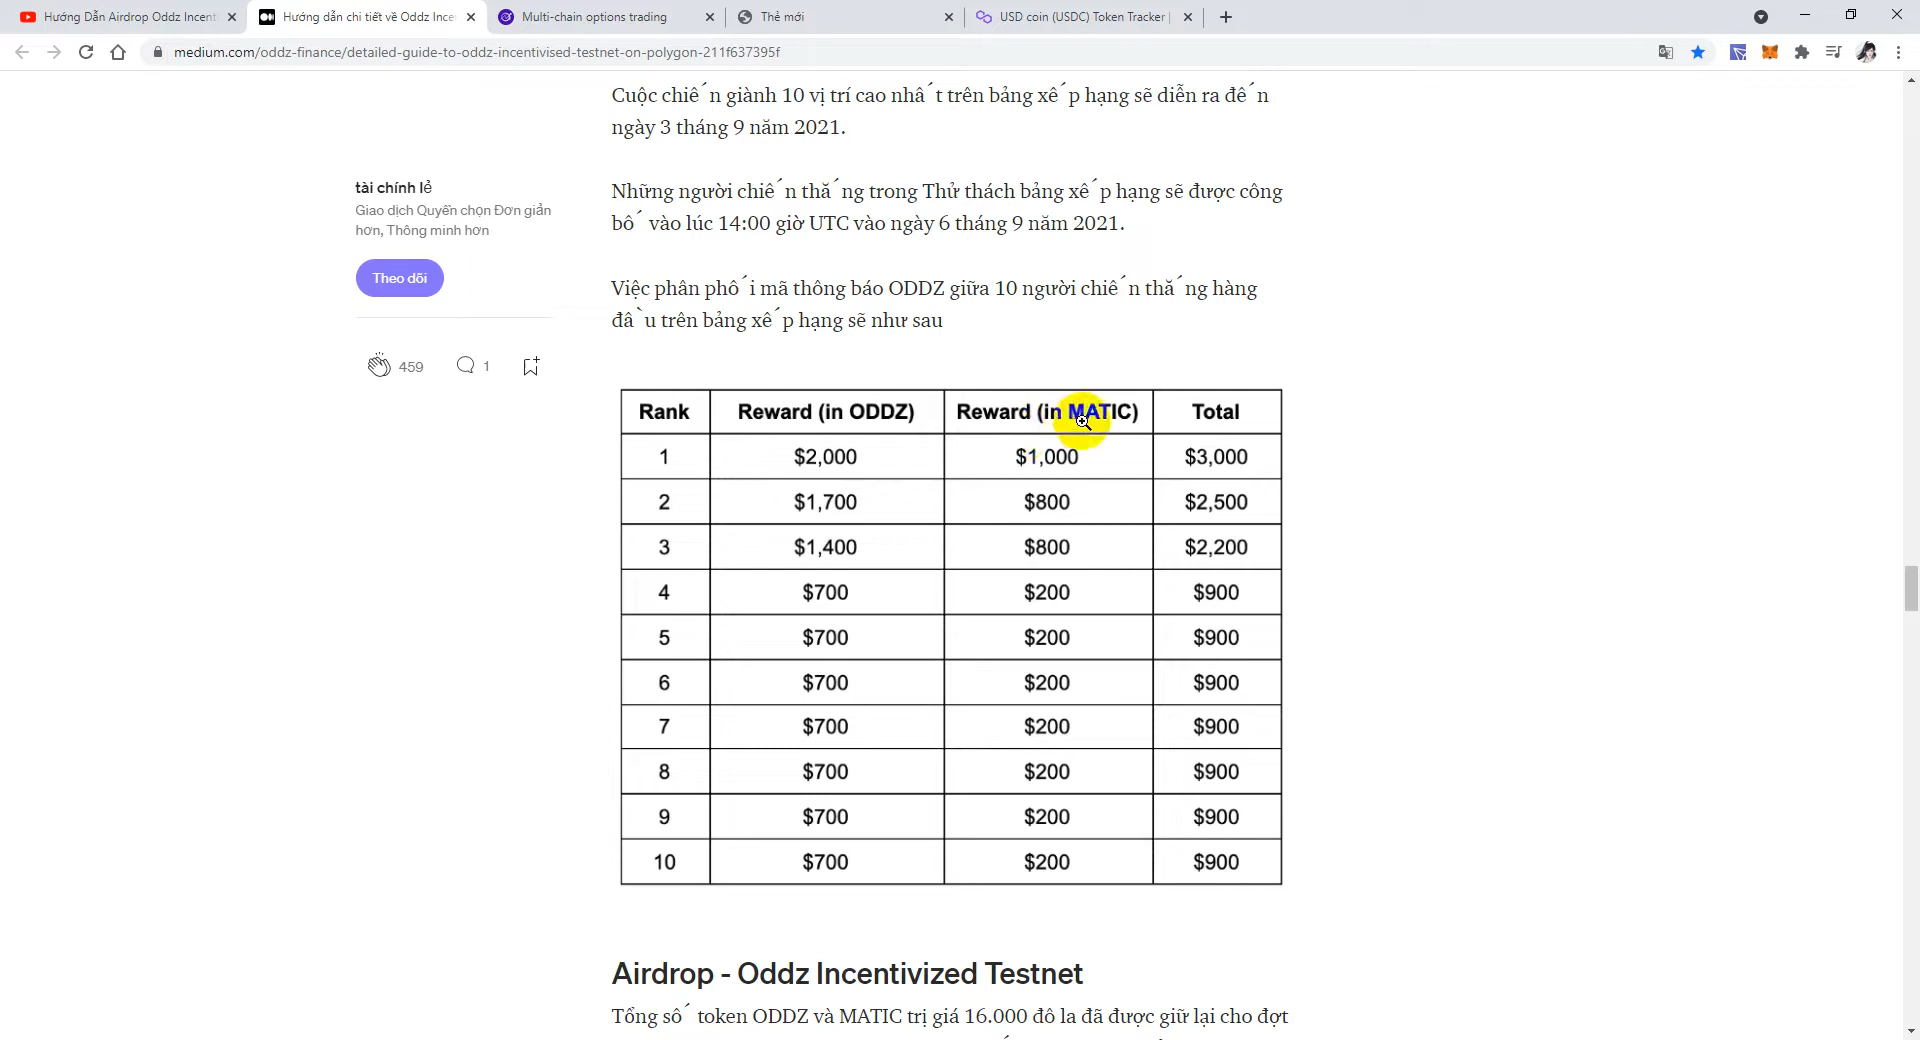 Hướng Dẫn Airdrop Oddz Incent
Hướng dẫn chi tiết về Oddz Ince
Multi-chain options trading
Thẻ mới
USD coin (USDC) Token Tracker |
medium.com/oddz-finance/detailed-guide-to-oddz-incentivised-testnet-on-polygon-211f637395f
Cuộc chiến giành 10 vị trí cao nhất trên bảng xếp hạng sẽ diễn ra đến
ngày 3 tháng 9 năm 2021.
tài chính lẻ
Giao dịch Quyền chọn Đơn giản
hơn, Thông minh hơn
Theo dõi
459
1
Những người chiến thắng trong Thử thách bảng xếp hạng sẽ được công
bố vào lúc 14:00 giờ UTC vào ngày 6 tháng 9 năm 2021.
Việc phân phối mã thông báo ODDZ giữa 10 người chiến thắng hàng
đầu trên bảng xếp hạng sẽ như sau
Rank Reward (in ODDZ) Reward (in MATIC) Total
1 $2,000 $1,000 $3,000
2 $1,700 $800 $2,500
3 $1,400 $800 $2,200
4 $700 $200 $900
5 $700 $200 $900
6 $700 $200 $900
7 $700 $200 $900
8 $700 $200 $900
9 $700 $200 $900
10 $700 $200 $900
Airdrop - Oddz Incentivized Testnet
Tổng số token ODDZ và MATIC trị giá 16.000 đô la đã được giữ lại cho đợt